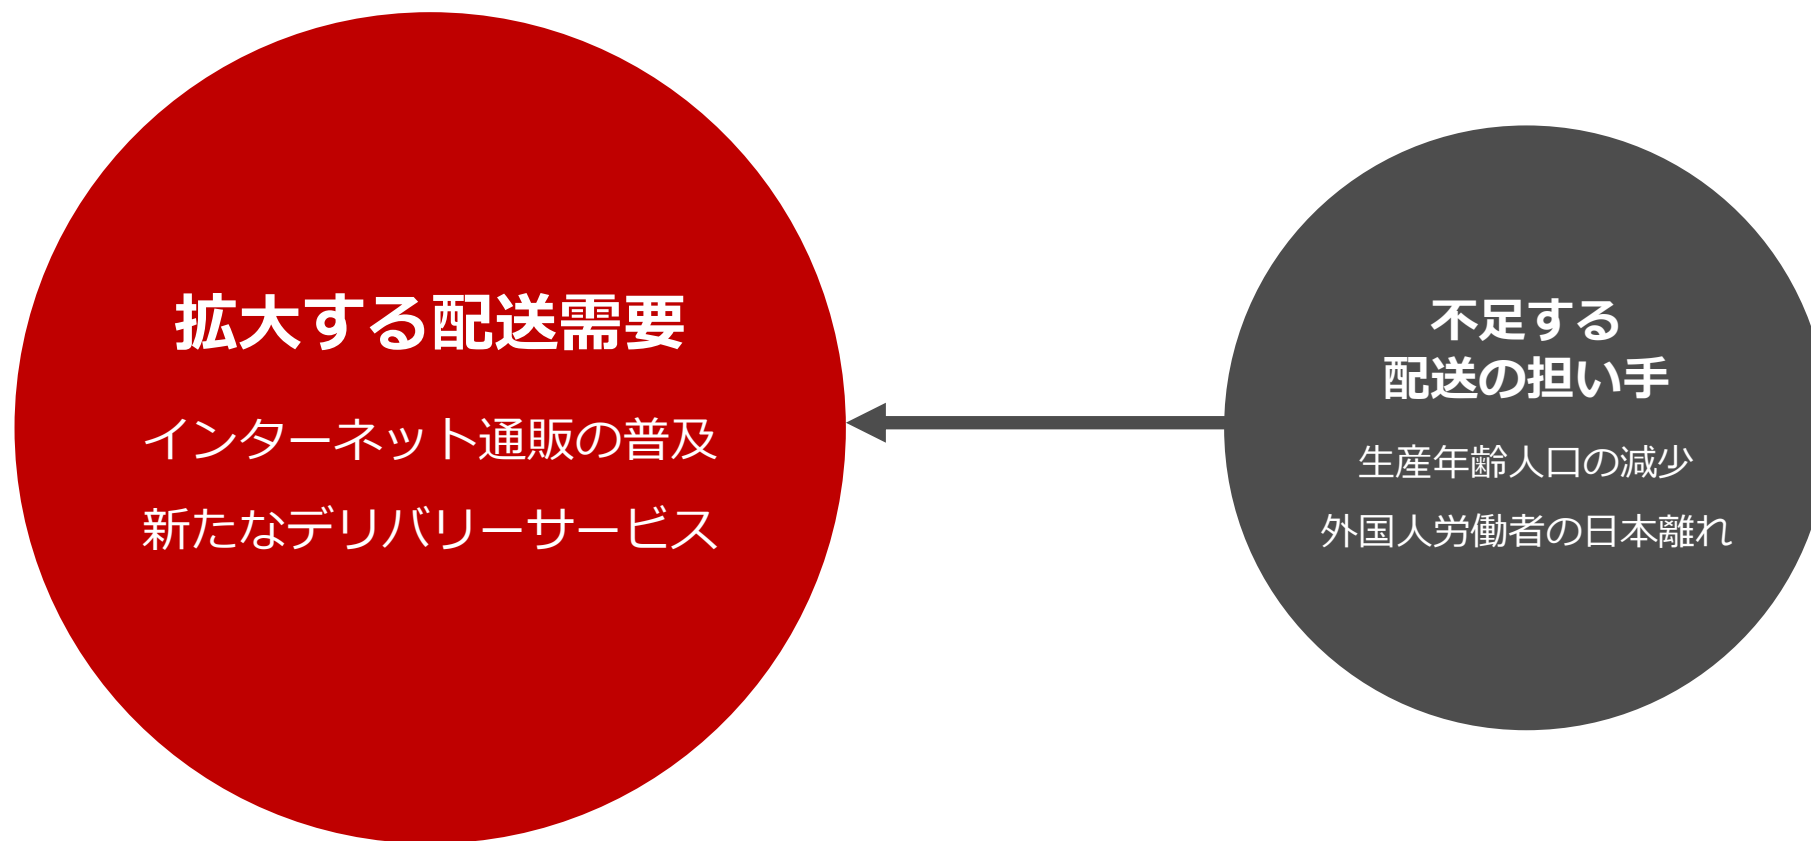 拡大する配送需要
インターネット通販の普及
新たなデリバリーサービス
不足する
配送の担い手
生産年齢人口の減少
外国人労働者の日本離れ